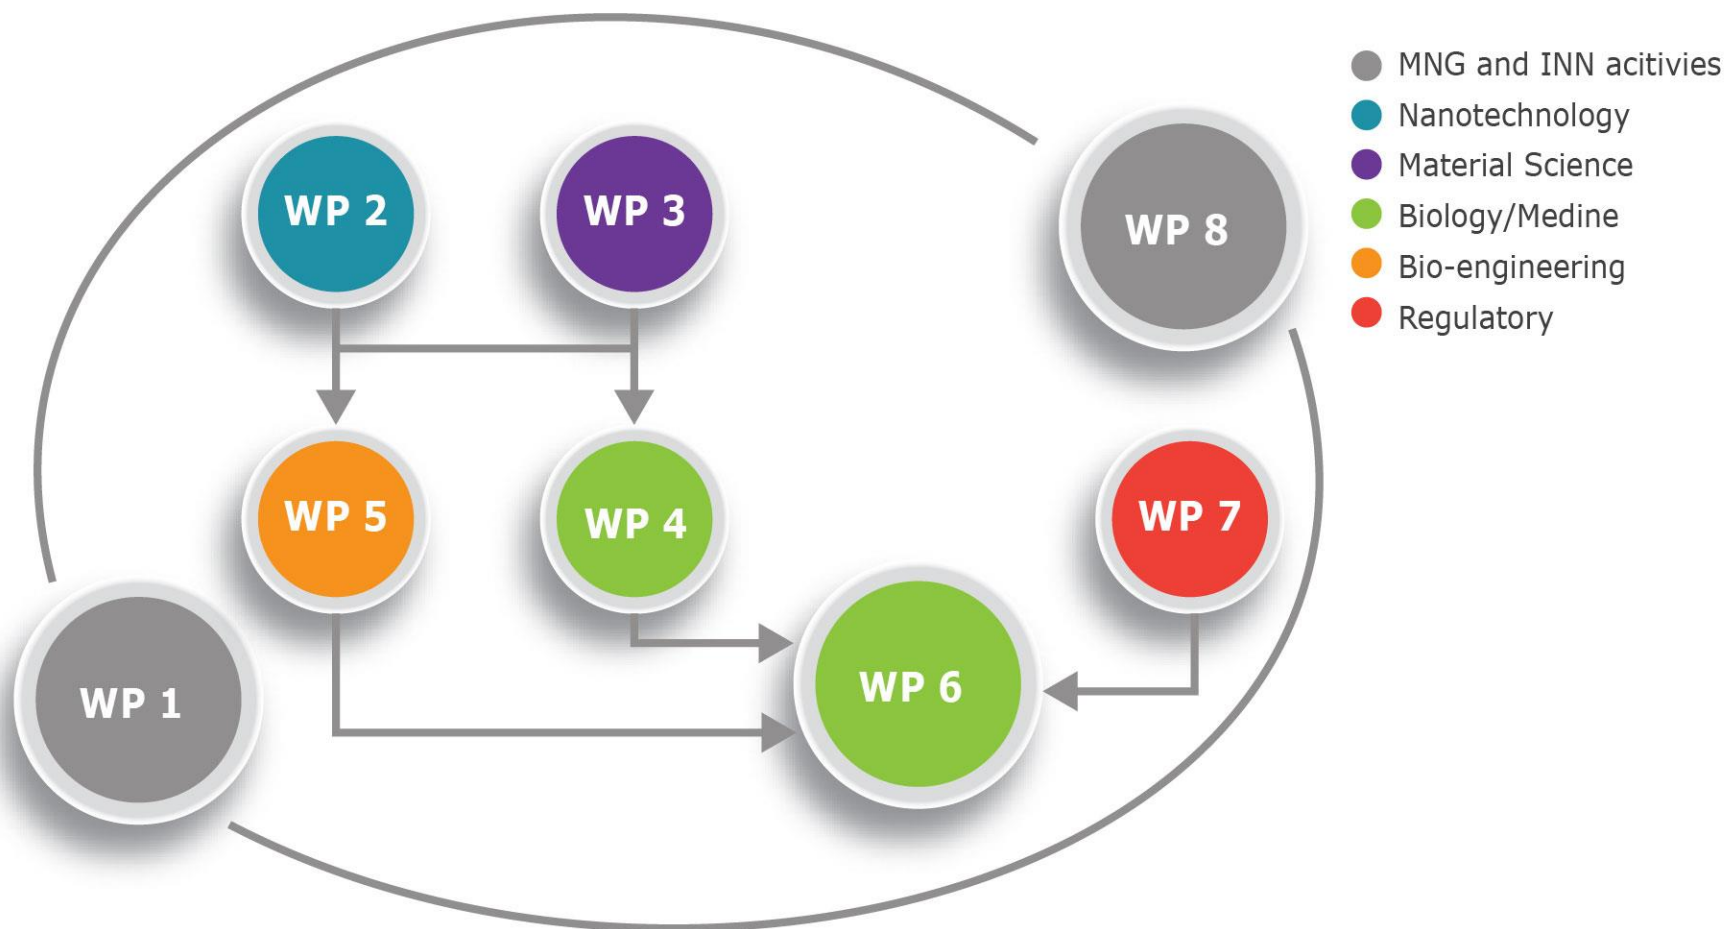 MNG and INN acitivies
Nanotechnology
Material Science
Biology/Medine
Bio-engineering
Regulatory
WP 2
WP 3
WP 8
WP 5
WP 4
WP 7
WP 1
WP 6